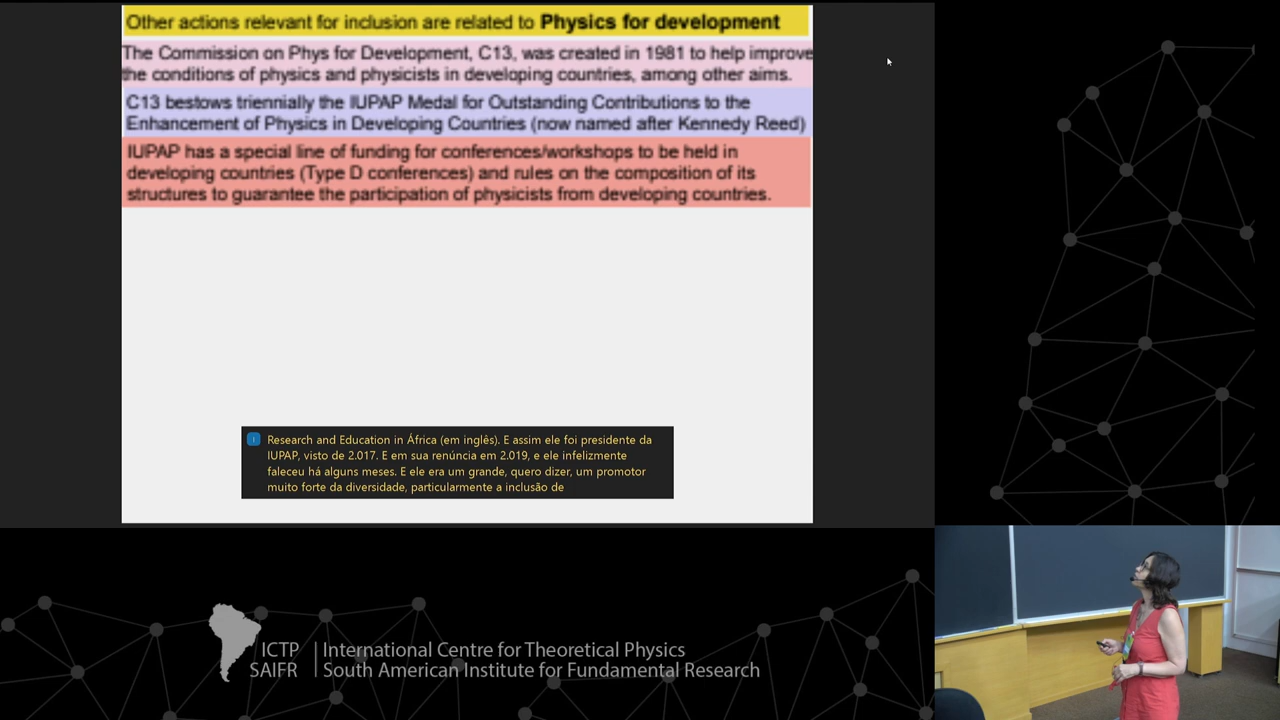 Other actions relevant for inclusion are related to Physics for development
The Commission on Phys for Development, C13, was created in 1981 to help improve
the conditions of physics and physicists in developing countries, among other aims.
C13 bestows triennially the IUPAP Medal for Outstanding Contributions to the
Enhancement of Physics in Developing Countries (now named after Kennedy Reed)
IUPAP has a special line of funding for conferences/workshops to be held in
developing countries (Type D conferences) and rules on the composition of its
structures to guarantee the participation of physicists from developing countries.
Research and Education in África (em inglês). E assim ele foi presidente da
IUPAP, visto de 2.017. E em sua renúncia em 2.019, e ele infelizmente
faleceu há alguns meses. E ele era um grande, quero dizer, um promotor
muito forte da diversidade, particularmente a inclusão de
ICTP
SAIFR
International Centre for Theoretical Physics
South American Institute for Fundamental Research